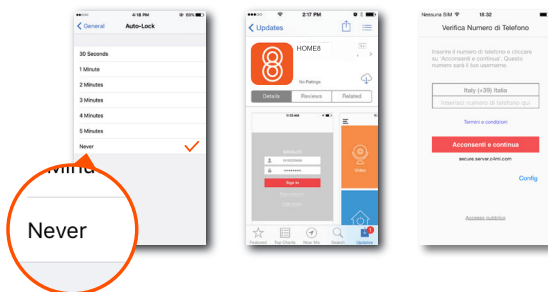 4:18 PM
69%
General
Auto-Lock
30 Seconds
1 Minute
2 Minutes
3 Minutes
4 Minutes
5 Minutes
Never
Never
2:17 PM
Updates
HOME8
No Ratings
Details
Reviews
Related
Sign In
Video
Featured
Top Charts
Near Me
Search
Updates
1
Nessuna SIM
18:32
Verifica Numero di Telefono
Inserire il numero di telefono e cliccare
su 'Acconsenti e continua'. Questo
numero sarà il tuo username.
Italy (+39) Italia
Inserisci numero di telefono qui.
Termini e condizioni
Acconsenti e continua
secure.server.c4mi.com
Config
Accesso pubblico